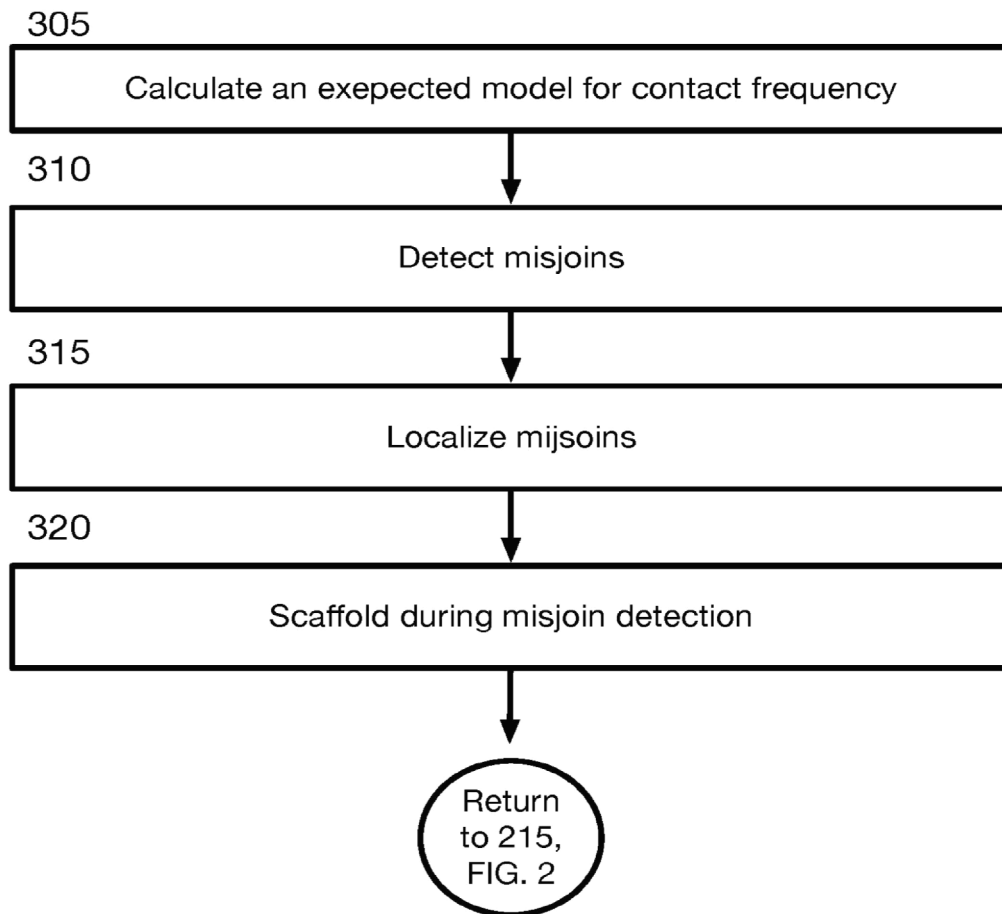 305
Calculate an exepected model for contact frequency
310
Detect misjoins
315
Localize mijsoins
320
Scaffold during misjoin detection
Return
to 215,
FIG. 2